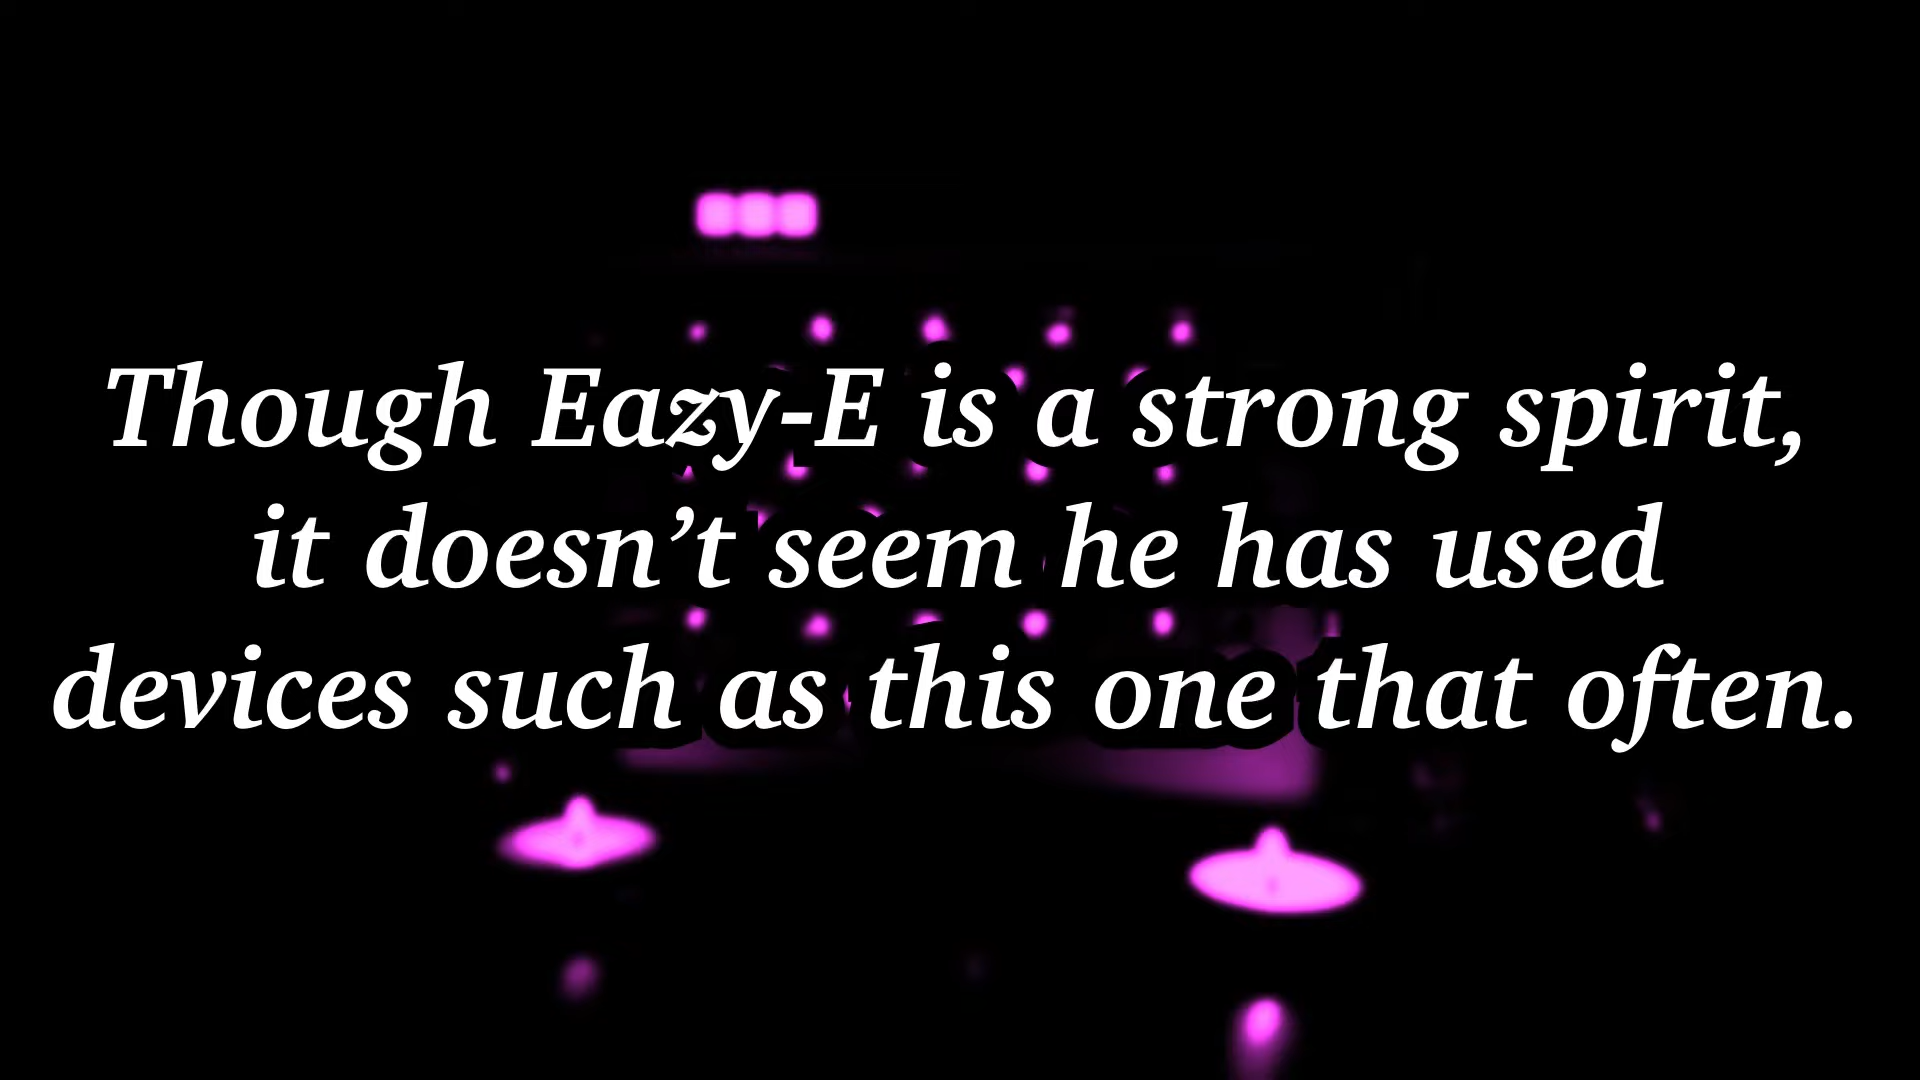 Though Eazy-E is a strong spirit,
it doesn’t seem he has used
devices such as this one that often.